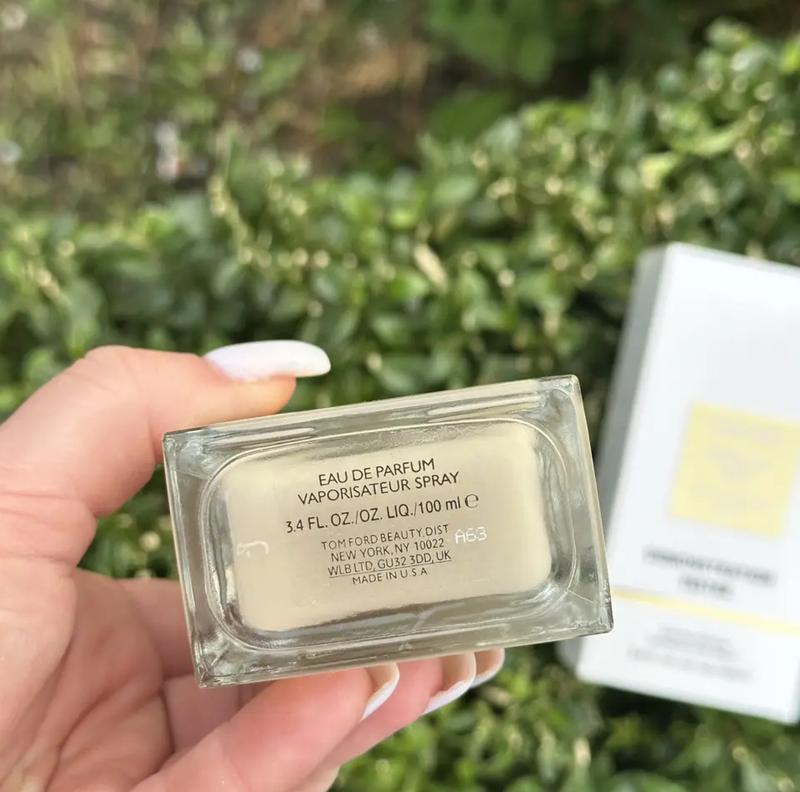 EAU DE PARFUM
VAPORISATEUR SPRAY
3.4 FL. OZ./OZ. LIQ./100 ml ℮
TOM FORD BEAUTY, DIST
NEW YORK, NY 10022 A63
WLB LTD, GU32 3DD, UK
MADE IN U.S.A.